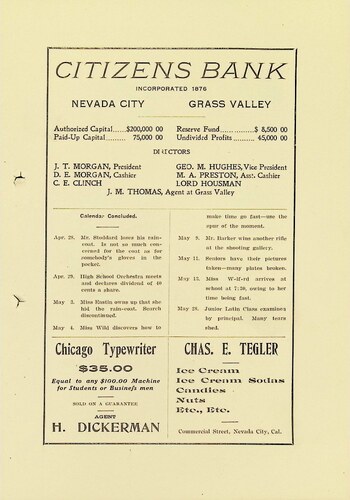 CITIZENS BANK
INCORPORATED 1876
NEVADA CITY GRASS VALLEY
Authorized Capital.....$200,000 00 Reserve Fund............$ 8,500 00
Paid-Up Capital........ 75,000 00 Undivided Profits........ 45,000 00
DIRECTORS
J. T. MORGAN, President GEO. M. HUGHES, Vice President
D. E. MORGAN, Cashier M. A. PRESTON, Asst. Cashier
C. E. CLINCH LORD HOUSMAN
J. M. THOMAS, Agent at Grass Valley
Calendar Concluded.
Apr. 28. Mr. Stoddard loses his rain-
coat. Is not as much con-
cerned for the coat as for
somebody's gloves in the
pocket.
Apr. 29. High School Orchestra meets
and declares dividend of 40
cents a share.
May 3. Miss Eustis owns up that she
hid the rain-coat. Search
discontinued.
May 4. Miss Wild discovers how to
make time go fast—use the
spur of the moment.
May 9. Mr. Barker wins another rifle
at the shooting gallery.
May 11. Seniors have their pictures
taken—many plates broken.
May 13. Miss W-lf-rd arrives at
school at 7:30, owing to her
time being fast.
May 28. Junior Latin Class examined
by principal. Many tears
shed.
Chicago Typewriter
$35.00
Equal to any $100.00 Machine
for Students or Business men
SOLD ON A GUARANTEE
AGENT
H. DICKERMAN
CHAS. E. TEGLER
Ice Cream
Ice Cream Sodas
Candies
Nuts
Etc., Etc.
Commercial Street, Nevada City, Cal.